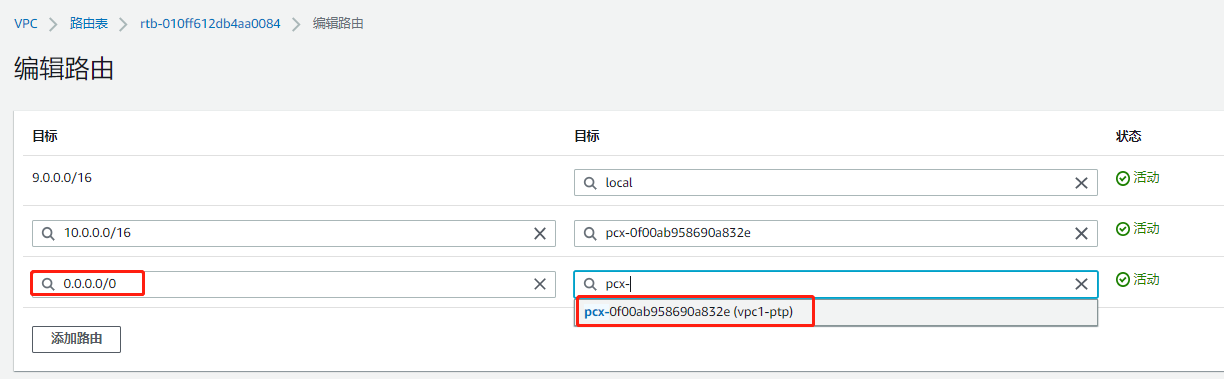 VPC > 路由表 > rtb-010ff612db4aa0084 > 编辑路由
编辑路由
目标 目标 状态
9.0.0.0/16 local 活动
10.0.0.0/16 pcx-0f00ab958690a832e 活动
0.0.0.0/0 pcx- 活动
pcx-0f00ab958690a832e (vpc1-ptp)
添加路由